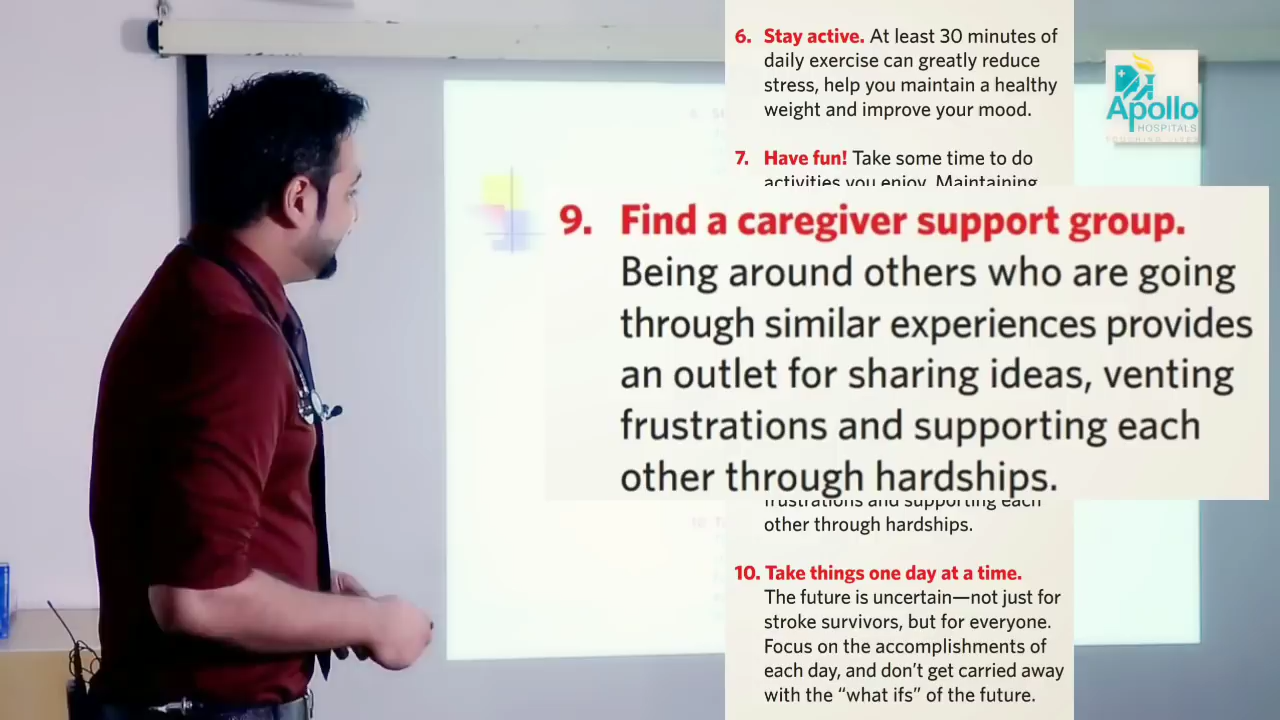 6. Stay active. At least 30 minutes of
daily exercise can greatly reduce
stress, help you maintain a healthy
weight and improve your mood.
7. Have fun! Take some time to do
activities you enjoy. Maintaining
9. Find a caregiver support group.
Being around others who are going
through similar experiences provides
an outlet for sharing ideas, venting
frustrations and supporting each
other through hardships.
frustrations and supporting each
other through hardships.
10. Take things one day at a time.
The future is uncertain—not just for
stroke survivors, but for everyone.
Focus on the accomplishments of
each day, and don't get carried away
with the “what ifs” of the future.
Apollo
HOSPITALS
TOUCHING LIVES